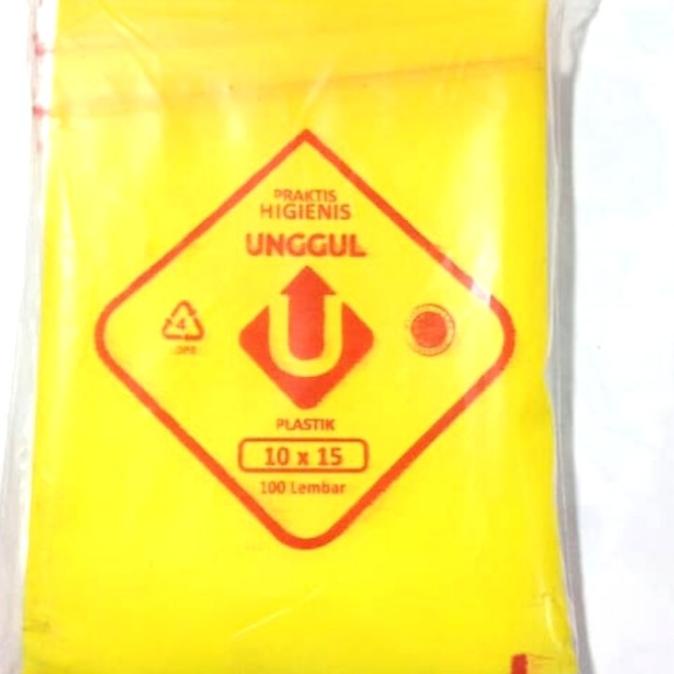 PRAKTIS
HIGIENIS
UNGGUL
U
4
PLASTIK
10 x 15
100 Lembar